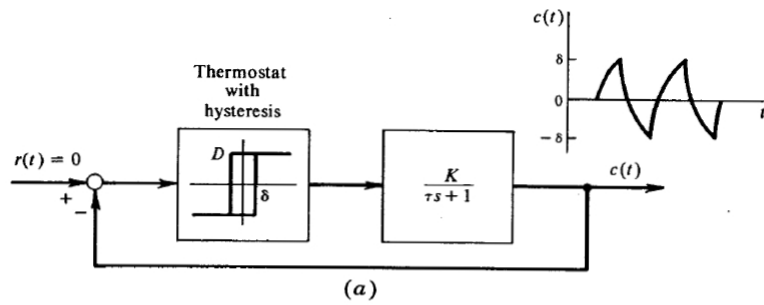 c(t)
8
0
−8
t
Thermostat
with
hysteresis
D
δ
r(t) = 0
+
−
K
τs + 1
c(t)
(a)